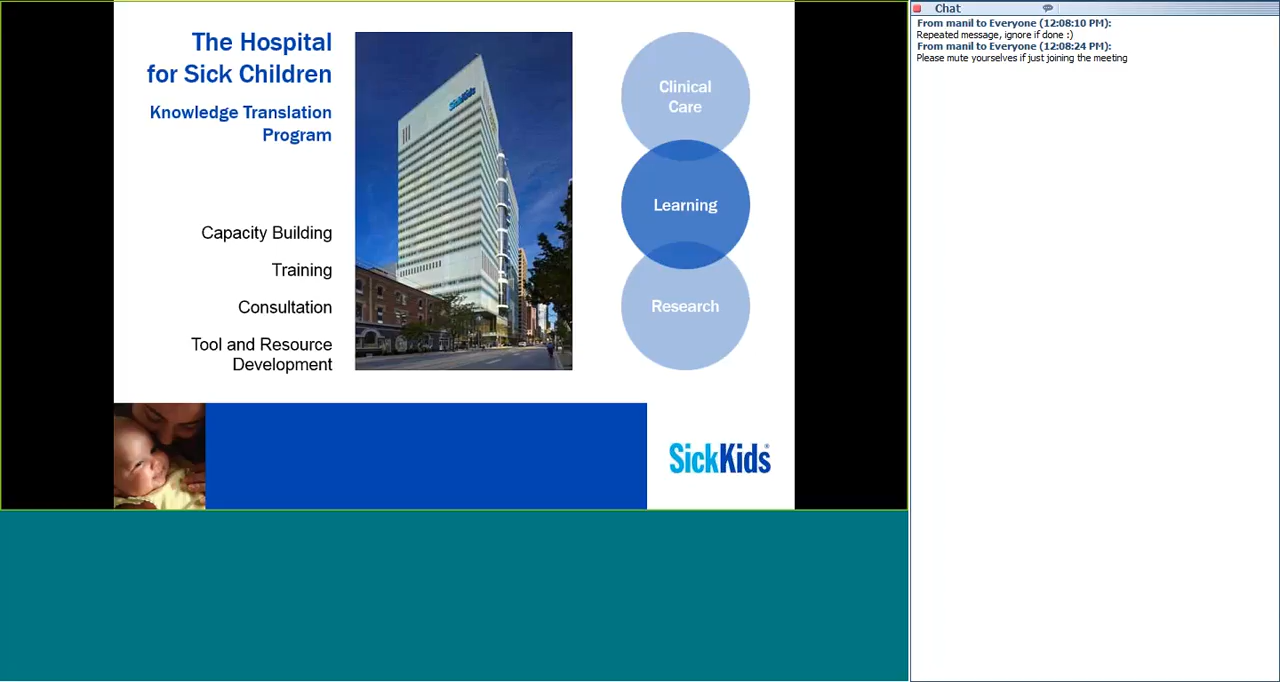 The Hospital
for Sick Children
Knowledge Translation
Program
Capacity Building
Training
Consultation
Tool and Resource
Development
SickKids
Clinical
Care
Learning
Research
SickKids®
Chat
From manil to Everyone (12:08:10 PM):
Repeated message, ignore if done :)
From manil to Everyone (12:08:24 PM):
Please mute yourselves if just joining the meeting